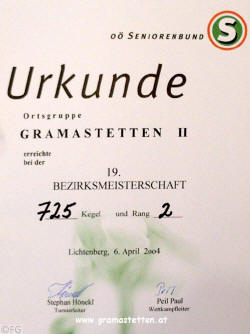 OÖ SENIORENBUND
S
Urkunde
Ortsgruppe
GRAMASTETTEN II
erreichte
bei der
19.
BEZIRKSMEISTERSCHAFT
725 Kegel und Rang 2
Lichtenberg, 6. April 2004
Stephan Hönekl Peil Paul
Turnierleiter Wettkampfleiter
©FG www.gramastetten.at